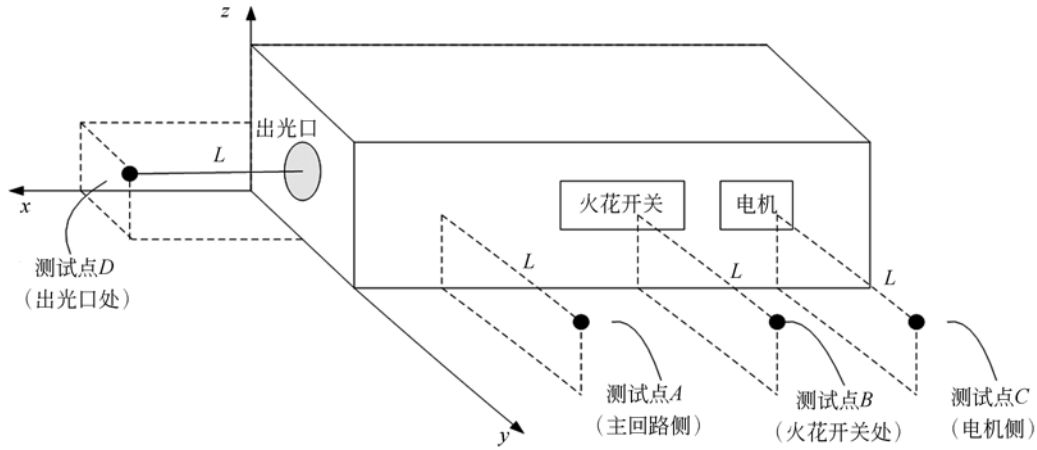 z
出光口
L
x
火花开关
电机
测试点D
(出光口处)
L
L
L
测试点A
(主回路侧)
测试点B
(火花开关处)
测试点C
(电机侧)
y